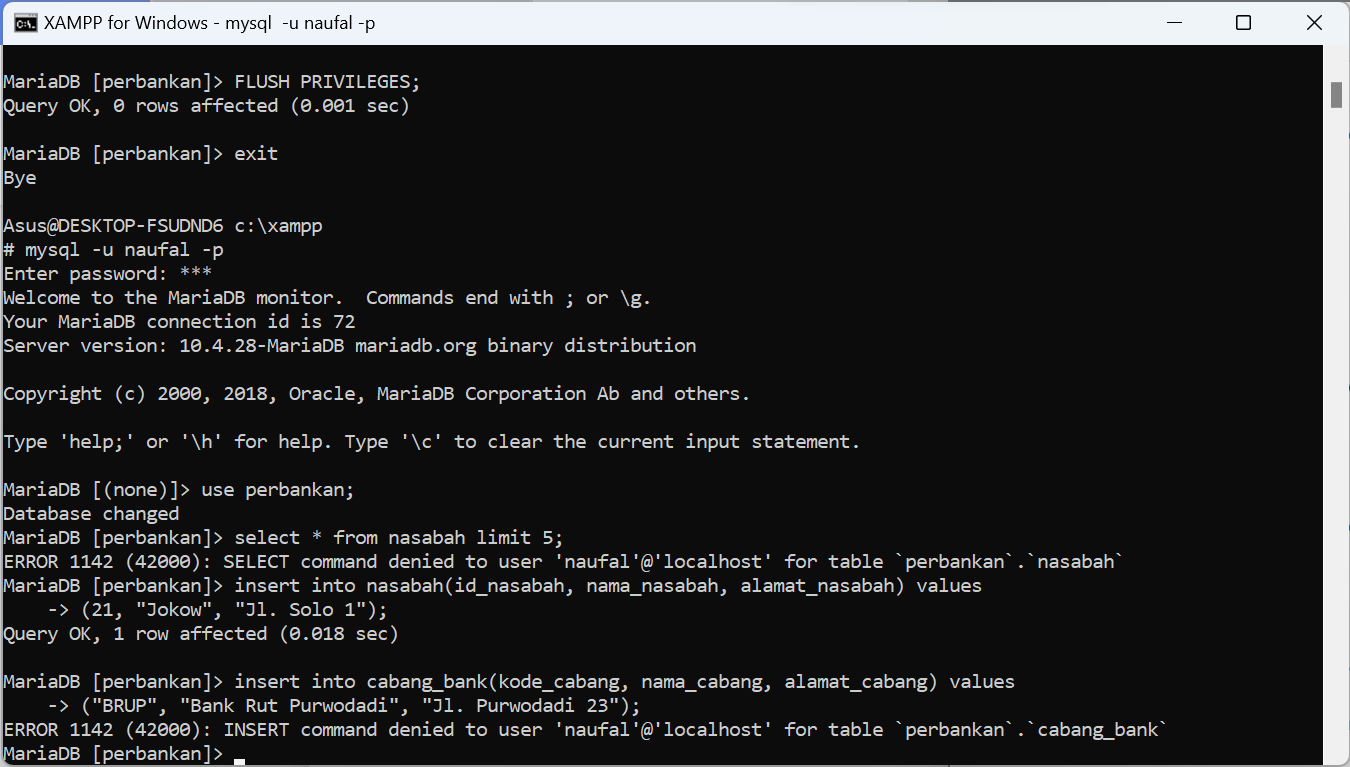 XAMPP for Windows - mysql  -u naufal -p
MariaDB [perbankan]> FLUSH PRIVILEGES;
Query OK, 0 rows affected (0.001 sec)
MariaDB [perbankan]> exit
Bye
Asus@DESKTOP-FSUDND6 c:\xampp
# mysql -u naufal -p
Enter password: ***
Welcome to the MariaDB monitor.  Commands end with ; or \g.
Your MariaDB connection id is 72
Server version: 10.4.28-MariaDB mariadb.org binary distribution
Copyright (c) 2000, 2018, Oracle, MariaDB Corporation Ab and others.
Type 'help;' or '\h' for help. Type '\c' to clear the current input statement.
MariaDB [(none)]> use perbankan;
Database changed
MariaDB [perbankan]> select * from nasabah limit 5;
ERROR 1142 (42000): SELECT command denied to user 'naufal'@'localhost' for table `perbankan`.`nasabah`
MariaDB [perbankan]> insert into nasabah(id_nasabah, nama_nasabah, alamat_nasabah) values
    -> (21, "Jokow", "Jl. Solo 1");
Query OK, 1 row affected (0.018 sec)
MariaDB [perbankan]> insert into cabang_bank(kode_cabang, nama_cabang, alamat_cabang) values
    -> ("BRUP", "Bank Rut Purwodadi", "Jl. Purwodadi 23");
ERROR 1142 (42000): INSERT command denied to user 'naufal'@'localhost' for table `perbankan`.`cabang_bank`
MariaDB [perbankan]>